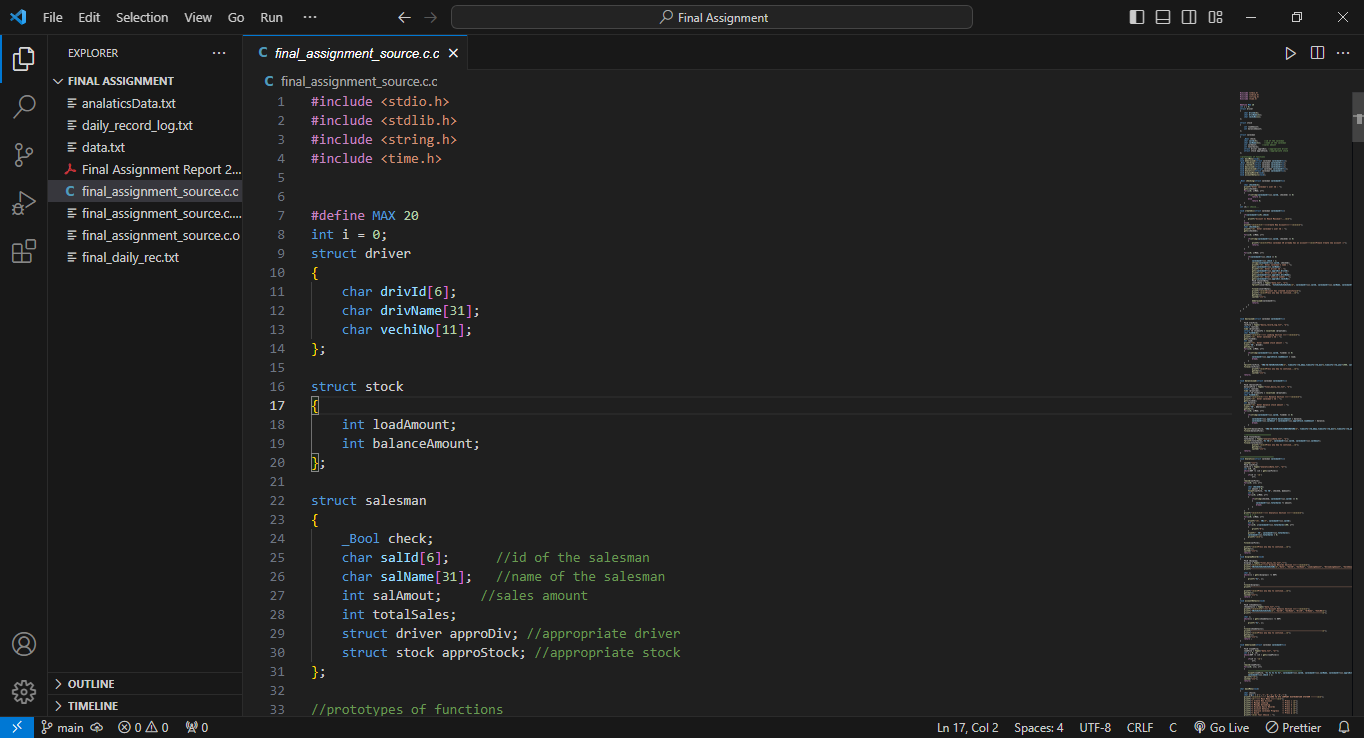 File Edit Selection View Go Run ··· Final Assignment
EXPLORER ···
FINAL ASSIGNMENT
analaticsData.txt
daily_record_log.txt
data.txt
Final Assignment Report 2...
C final_assignment_source.c.c
final_assignment_source.c....
final_assignment_source.c.o
final_daily_rec.txt
OUTLINE
TIMELINE
C final_assignment_source.c.c
C final_assignment_source.c.c
1 #include <stdio.h>
2 #include <stdlib.h>
3 #include <string.h>
4 #include <time.h>
5
6
7 #define MAX 20
8 int i = 0;
9 struct driver
10 {
11 char drivId[6];
12 char drivName[31];
13 char vechiNo[11];
14 };
15
16 struct stock
17 {
18 int loadAmount;
19 int balanceAmount;
20 };
21
22 struct salesman
23 {
24 _Bool check;
25 char salId[6]; //id of the salesman
26 char salName[31]; //name of the salesman
27 int salAmout; //sales amount
28 int totalSales;
29 struct driver approDiv; //appropriate driver
30 struct stock approStock; //appropriate stock
31 };
32
33 //prototypes of functions
main 0 0 0 Ln 17, Col 2 Spaces: 4 UTF-8 CRLF C Go Live Prettier